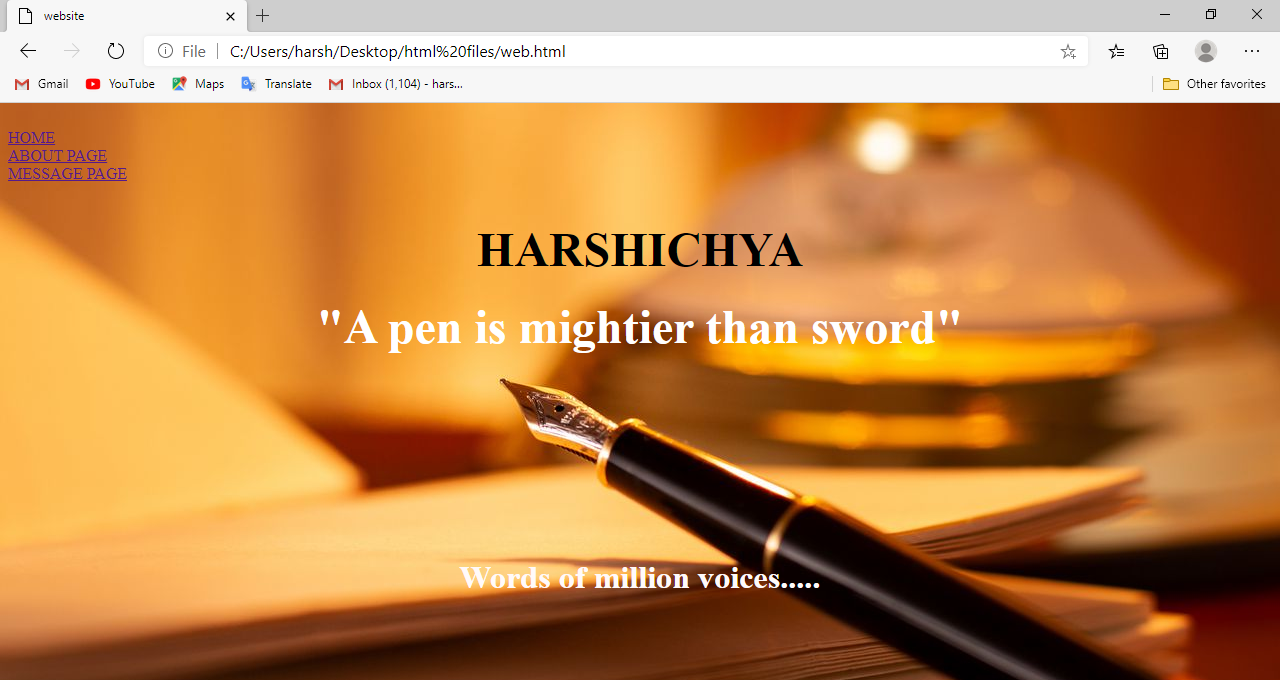 website
File
C:/Users/harsh/Desktop/html%20files/web.html
Gmail YouTube Maps Translate Inbox (1,104) - hars... Other favorites
HOME
ABOUT PAGE
MESSAGE PAGE
HARSHICHYA
"A pen is mightier than sword"
Words of million voices.....